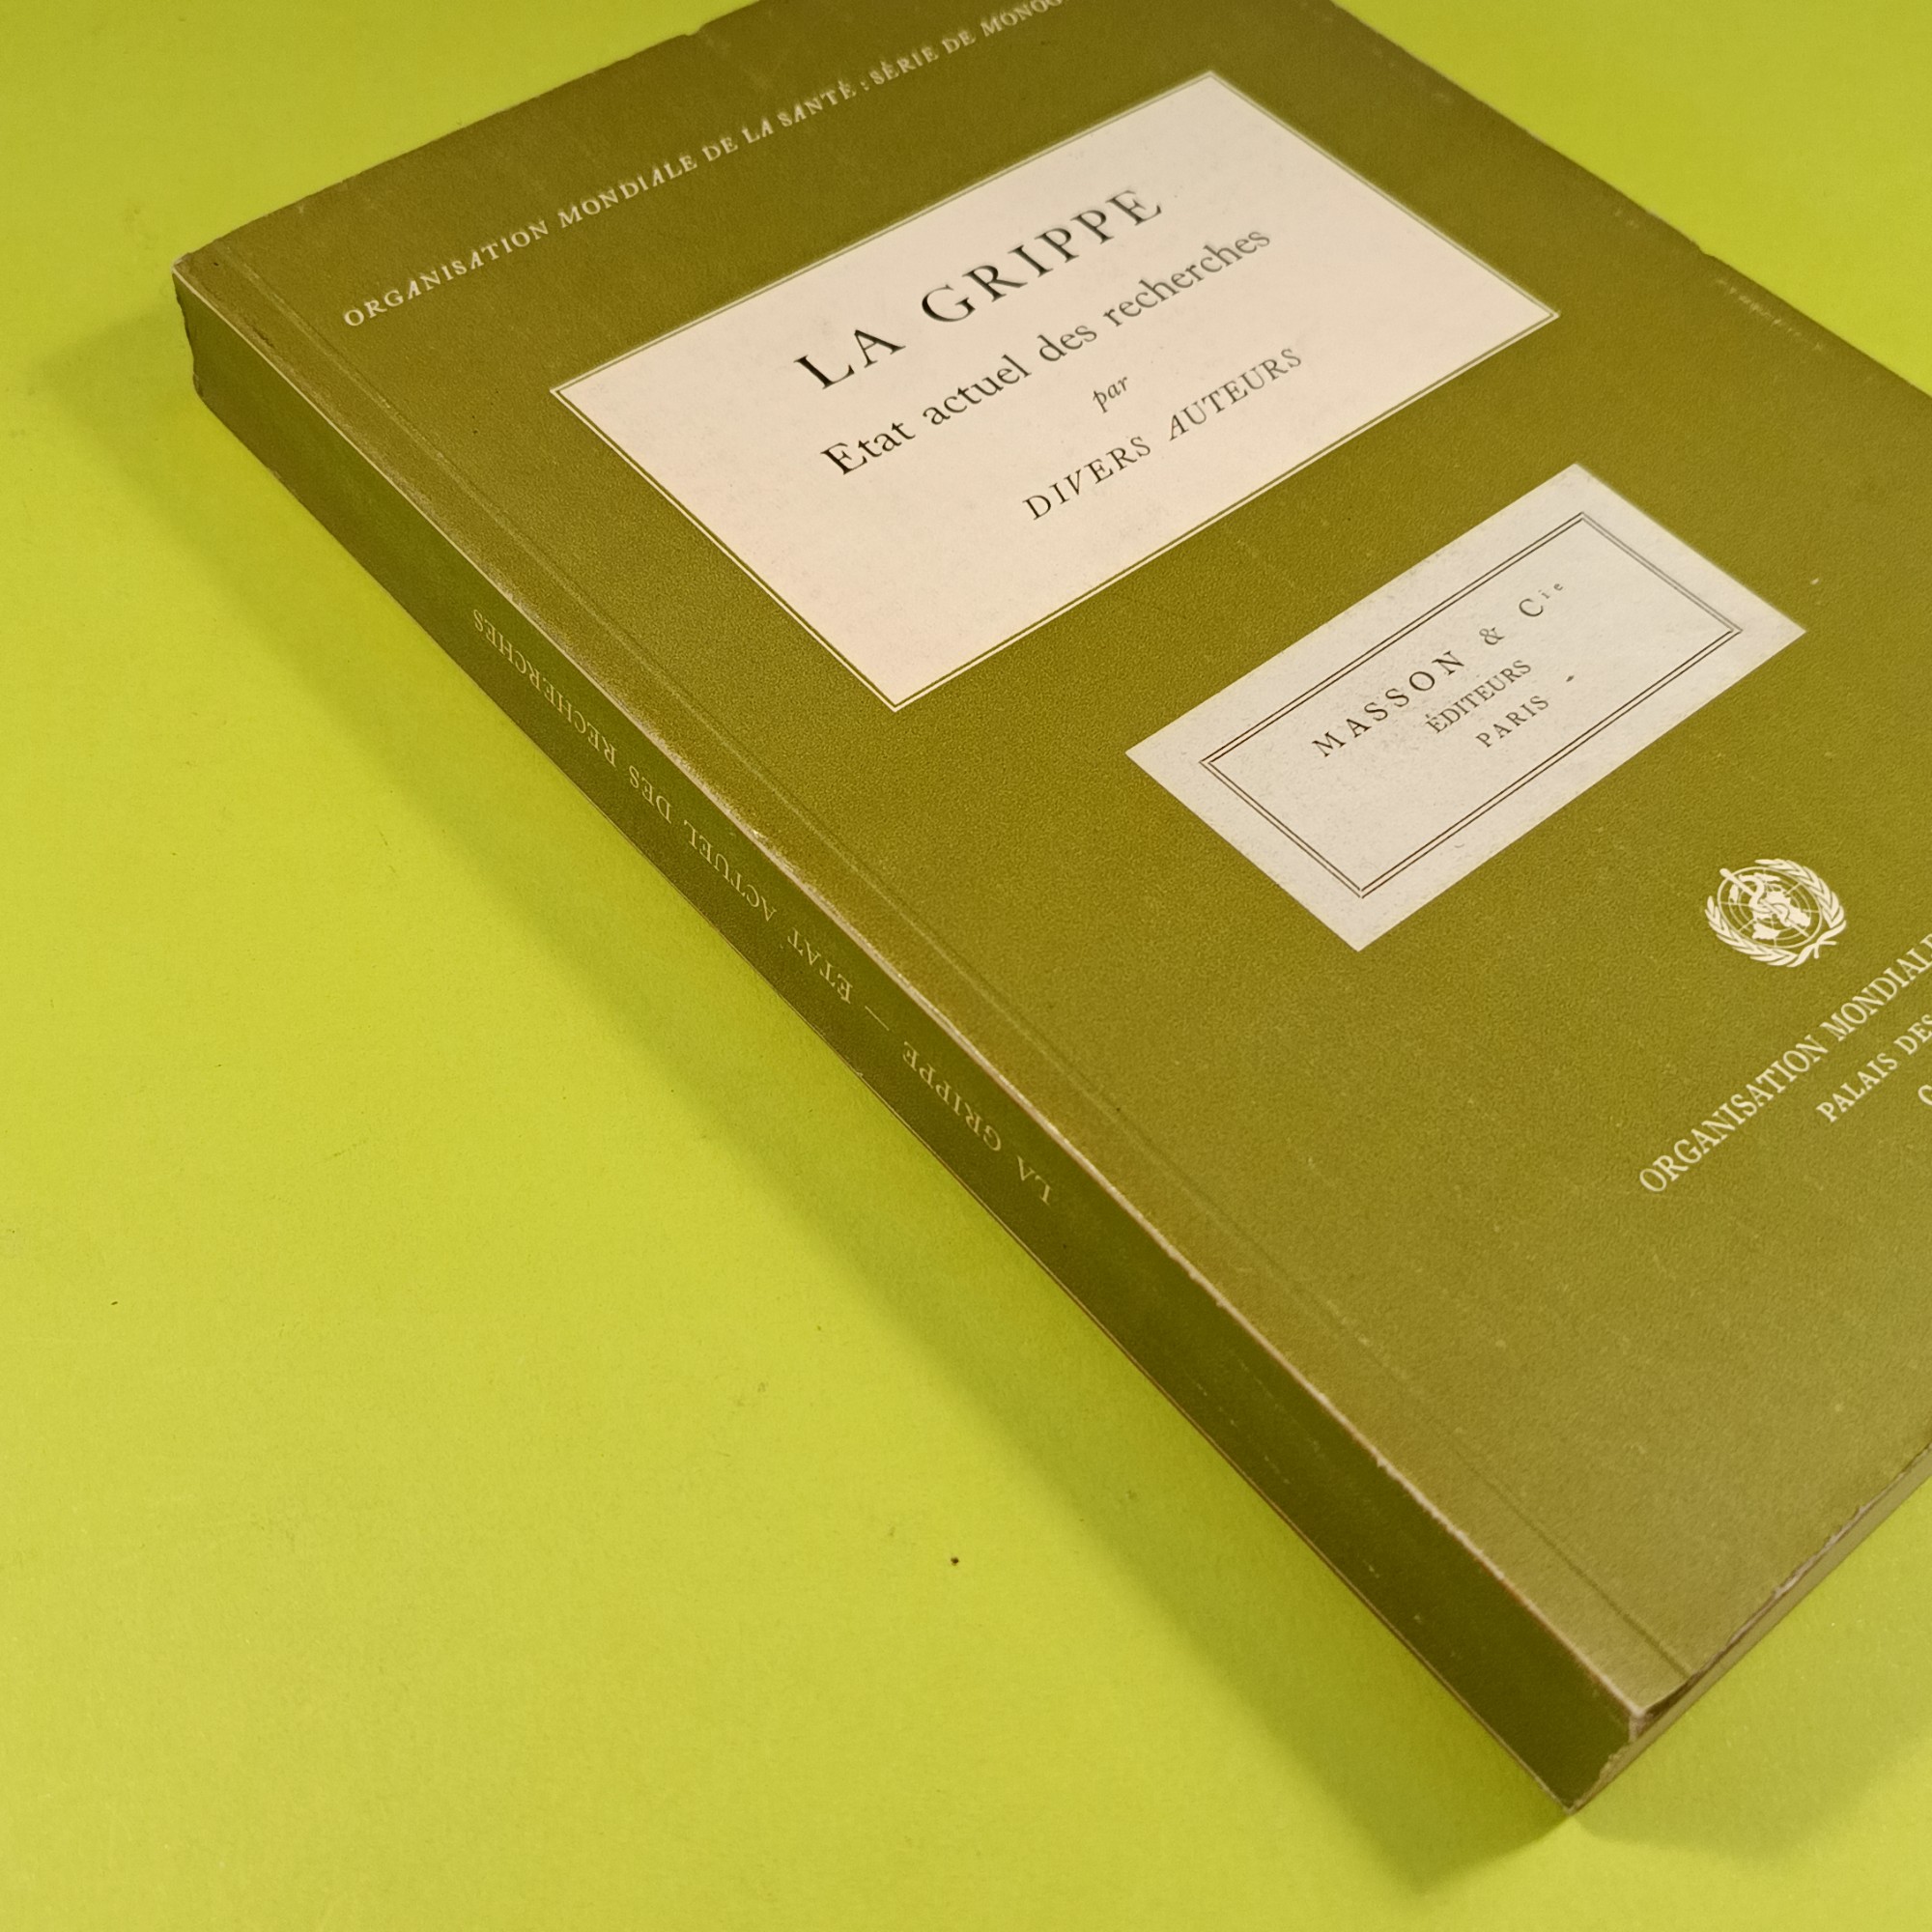 ORGANISATION MONDIALE DE LA SANTÉ : SÉRIE DE MONOG
LA GRIPPE
Etat actuel des recherches
par
DIVERS AUTEURS
MASSON & Cie
ÉDITEURS
PARIS
ORGANISATION MONDIALE
PALAIS DES
LA GRIPPE — ETAT ACTUEL DES RECHERCHES